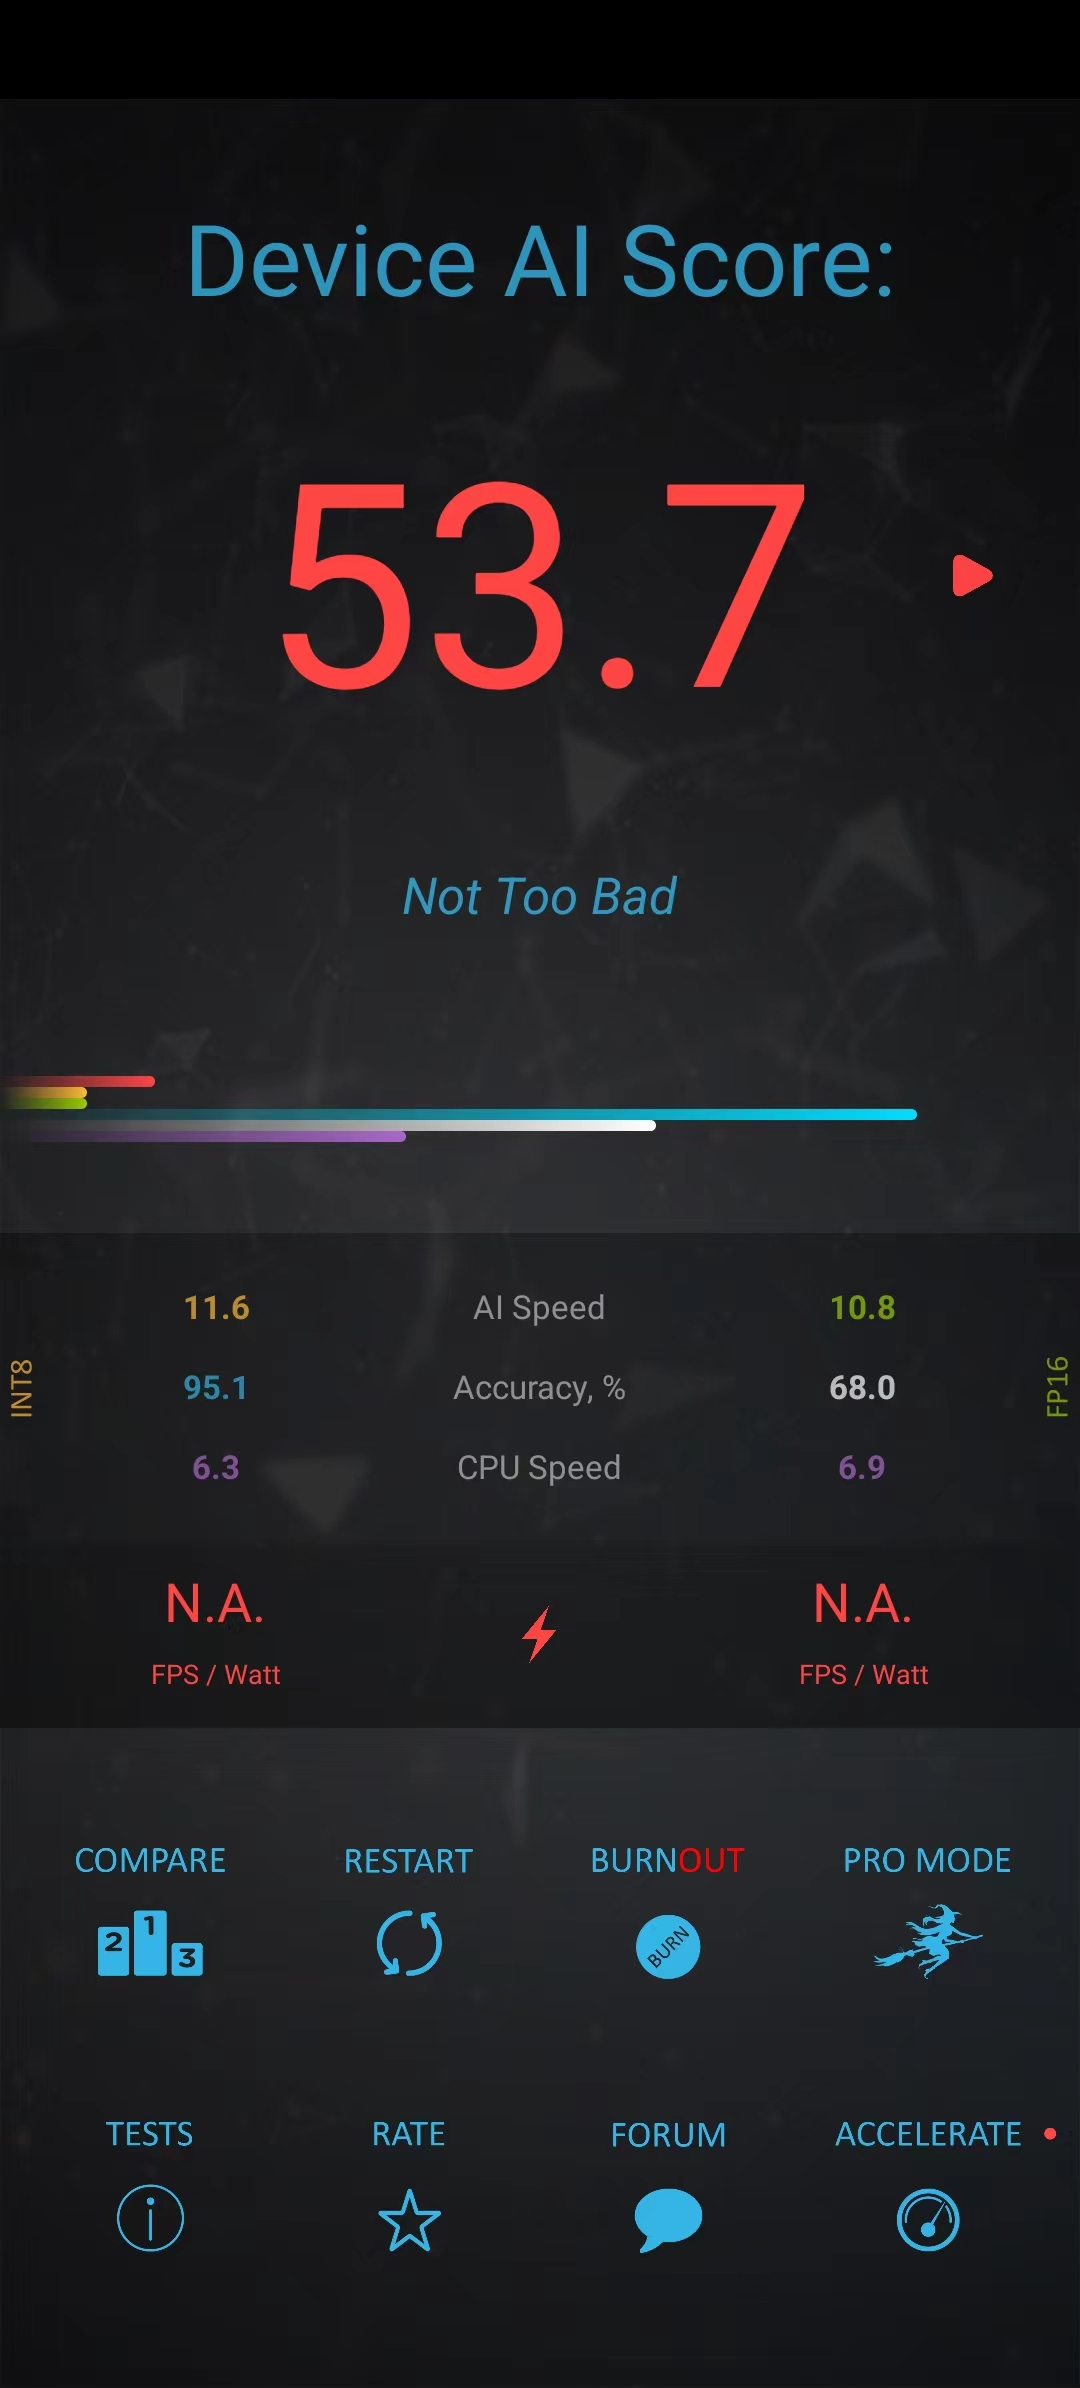 Device AI Score:
53.7
Not Too Bad
INT8
11.6 AI Speed 10.8
95.1 Accuracy, % 68.0
6.3 CPU Speed 6.9
FP16
N.A. N.A.
FPS / Watt FPS / Watt
COMPARE RESTART BURNOUT PRO MODE
2 1 3 BURN
TESTS RATE FORUM ACCELERATE